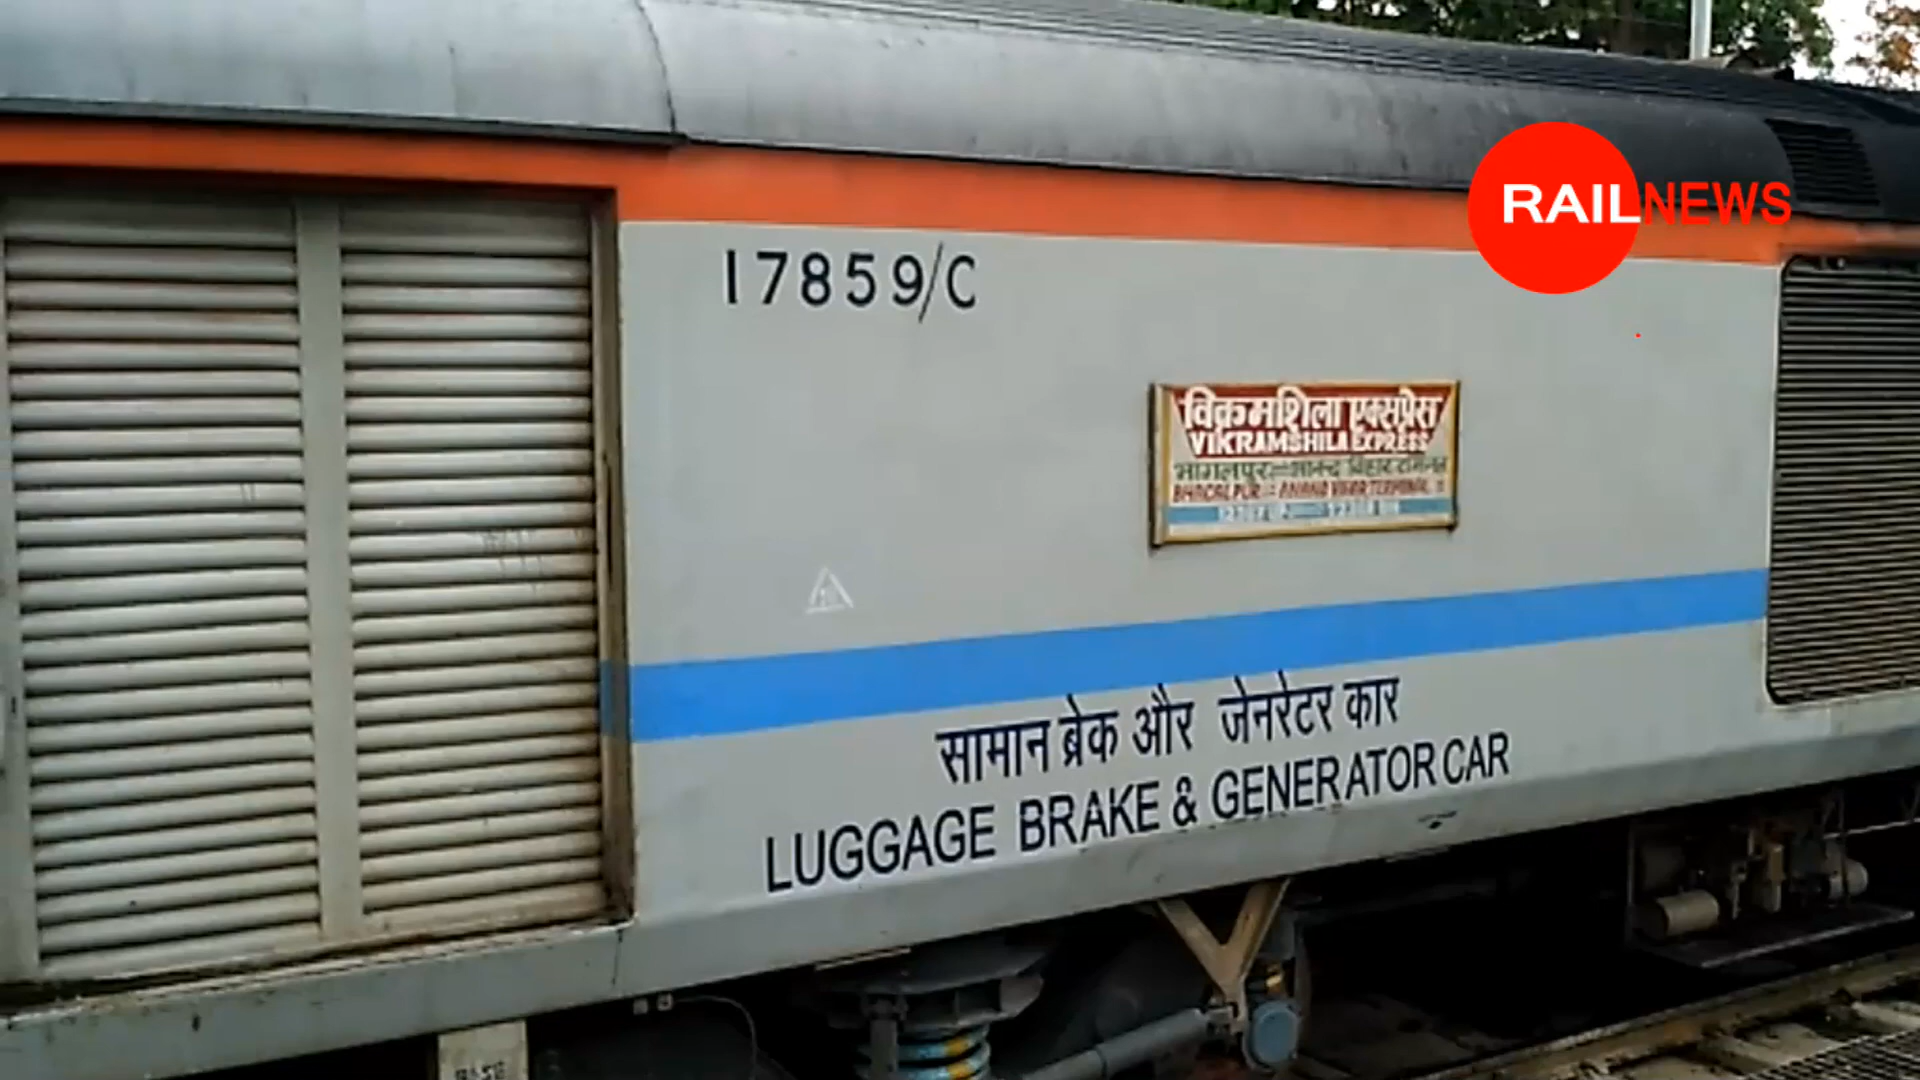 RAILNEWS
17859/C
विक्रमशिला एक्सप्रेस
VIKRAMSHILA EXPRESS
भागलपुर आनन्द विहार टर्मिनल
BHAGALPUR ANAND VIHAR TERMINAL
सामान ब्रेक और जेनरेटर कार
LUGGAGE BRAKE & GENERATOR CAR